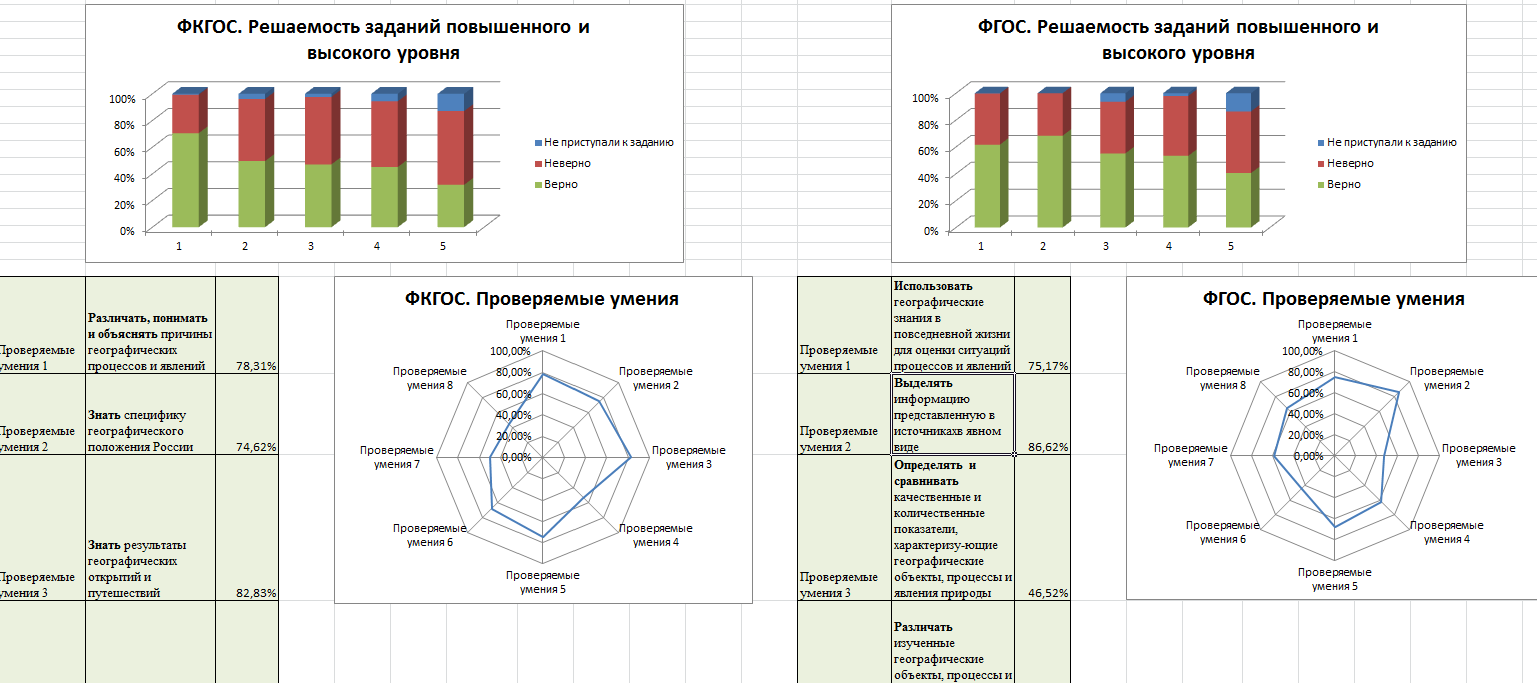 ФКГОС. Решаемость заданий повышенного и
высокого уровня
100%
80%
60%
40%
20%
0%
1 2 3 4 5
Не приступали к заданию
Неверно
Верно
ФГОС. Решаемость заданий повышенного и
высокого уровня
100%
80%
60%
40%
20%
0%
1 2 3 4 5
Не приступали к заданию
Неверно
Верно
Проверяемые
умения 1
Различать, понимать
и объяснять причины
географических
процессов и явлений
78,31%
Проверяемые
умения 2
Знать специфику
географического
положения России
74,62%
Проверяемые
умения 3
Знать результаты
географических
открытий и
путешествий
82,83%
ФКГОС. Проверяемые умения
Проверяемые
умения 1
Проверяемые
умения 2
Проверяемые
умения 3
Проверяемые
умения 4
Проверяемые
умения 5
Проверяемые
умения 6
Проверяемые
умения 7
Проверяемые
умения 8
100,00%
80,00%
60,00%
40,00%
20,00%
0,00%
Проверяемые
умения 1
Использовать
географические
знания в
повседневной жизни
для оценки ситуаций
процессов и явлений
75,17%
Проверяемые
умения 2
Выделять
информацию
представленную в
источникахв явном
виде
86,62%
Проверяемые
умения 3
Определять и
сравнивать
качественные и
количественные
показатели,
характеризу-ющие
географические
объекты, процессы и
явления природы
46,52%
Различать
изученные
географические
объекты, процессы и
ФГОС. Проверяемые умения
Проверяемые
умения 1
Проверяемые
умения 2
Проверяемые
умения 3
Проверяемые
умения 4
Проверяемые
умения 5
Проверяемые
умения 6
Проверяемые
умения 7
Проверяемые
умения 8
100,00%
80,00%
60,00%
40,00%
20,00%
0,00%